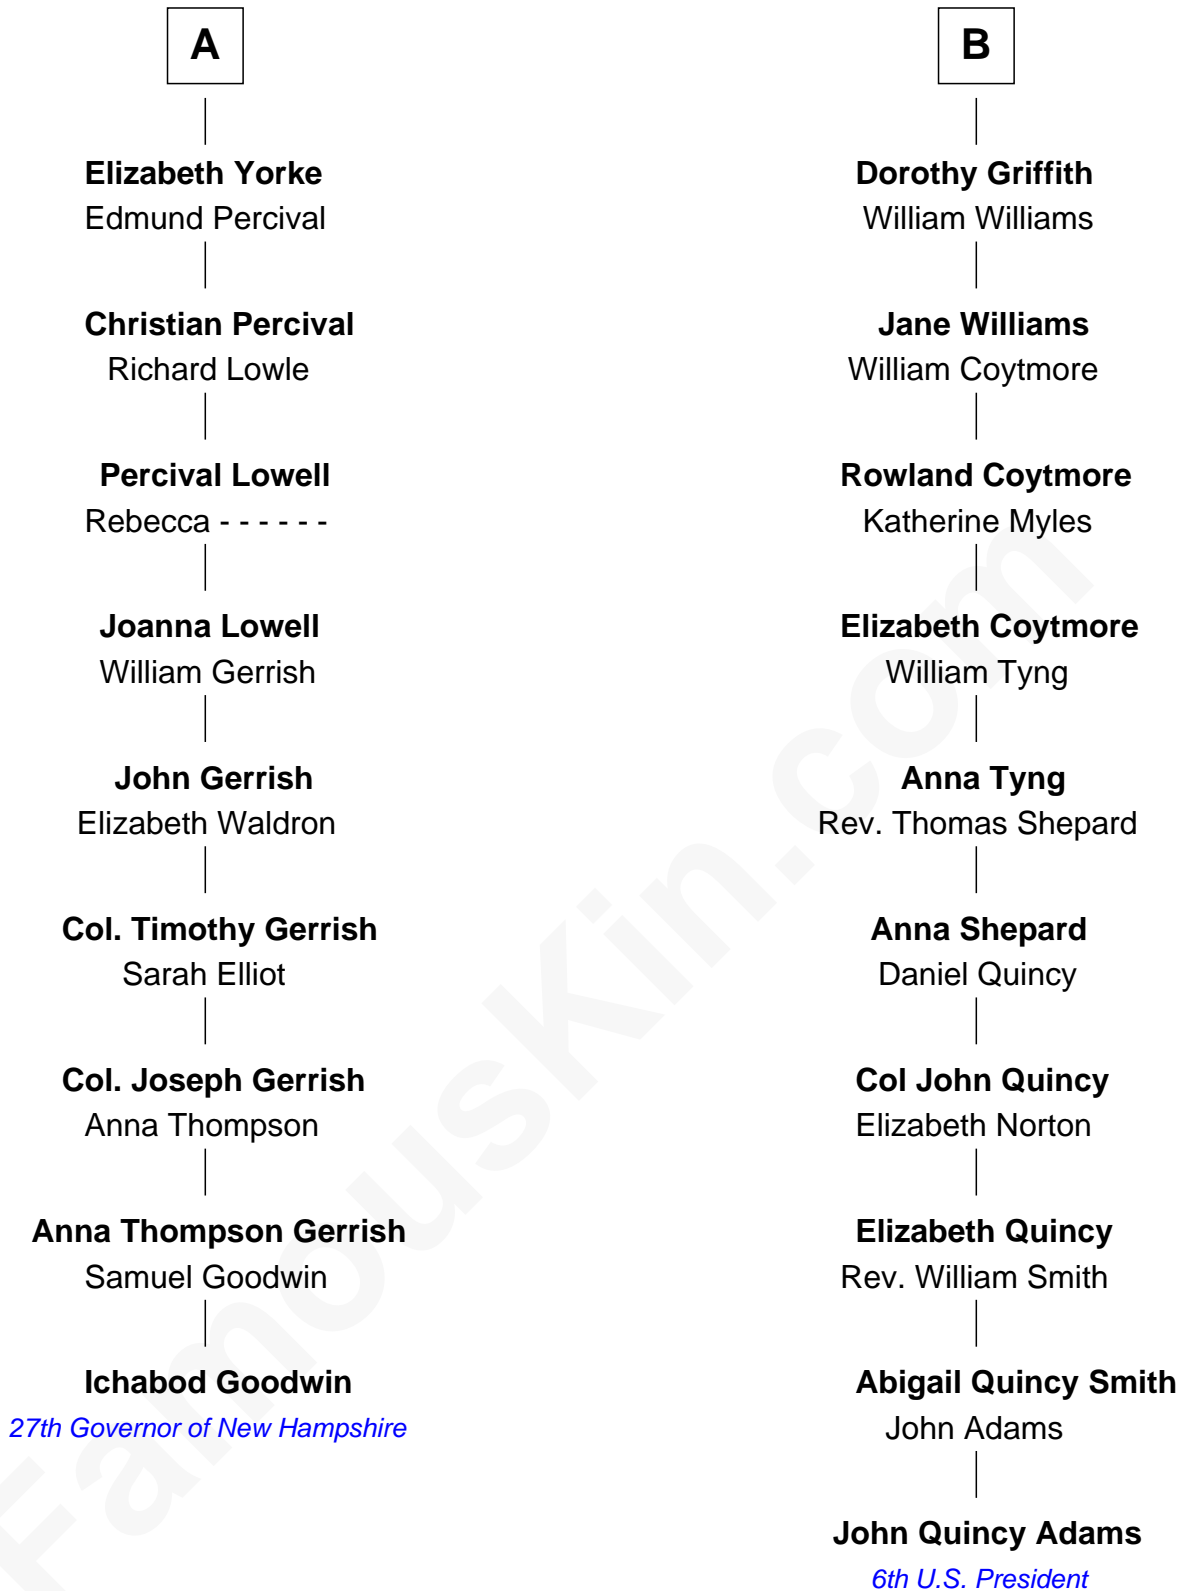 A
Elizabeth Yorke
Edmund Percival
Christian Percival
Richard Lowle
Percival Lowell
Rebecca - - - - - -
Joanna Lowell
William Gerrish
John Gerrish
Elizabeth Waldron
Col. Timothy Gerrish
Sarah Elliot
Col. Joseph Gerrish
Anna Thompson
Anna Thompson Gerrish
Samuel Goodwin
Ichabod Goodwin
27th Governor of New Hampshire
B
Dorothy Griffith
William Williams
Jane Williams
William Coytmore
Rowland Coytmore
Katherine Myles
Elizabeth Coytmore
William Tyng
Anna Tyng
Rev. Thomas Shepard
Anna Shepard
Daniel Quincy
Col John Quincy
Elizabeth Norton
Elizabeth Quincy
Rev. William Smith
Abigail Quincy Smith
John Adams
John Quincy Adams
6th U.S. President
FamousKin.com